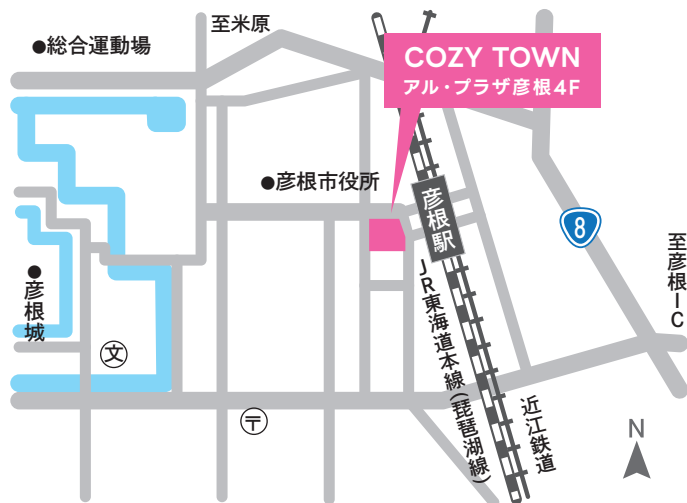 至米原
●総合運動場
COZY TOWN
アル・プラザ彦根4F
●彦根市役所
彦根駅
8
至彦根IC
●彦根城
文
〒
JR東海道本線(琵琶湖線)
近江鉄道
N